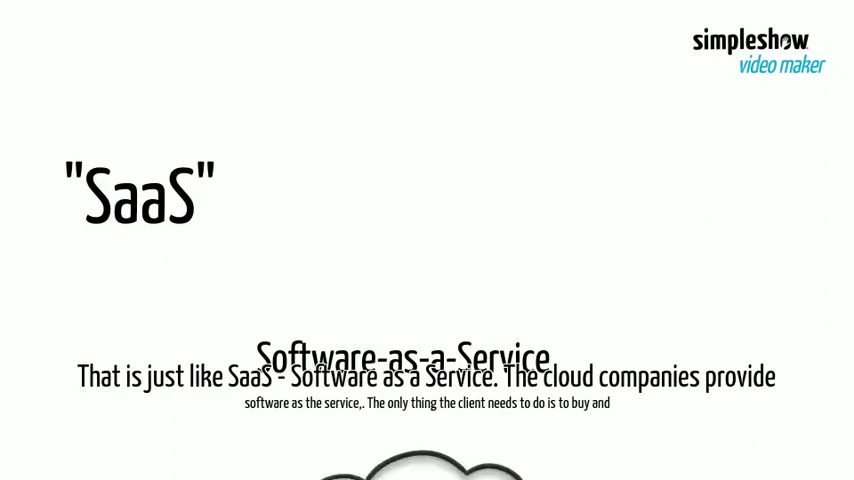 simpleshow
video maker
"SaaS"
Software-as-a-Service
That is just like SaaS - Software as a Service. The cloud companies provide
software as the service,. The only thing the client needs to do is to buy and